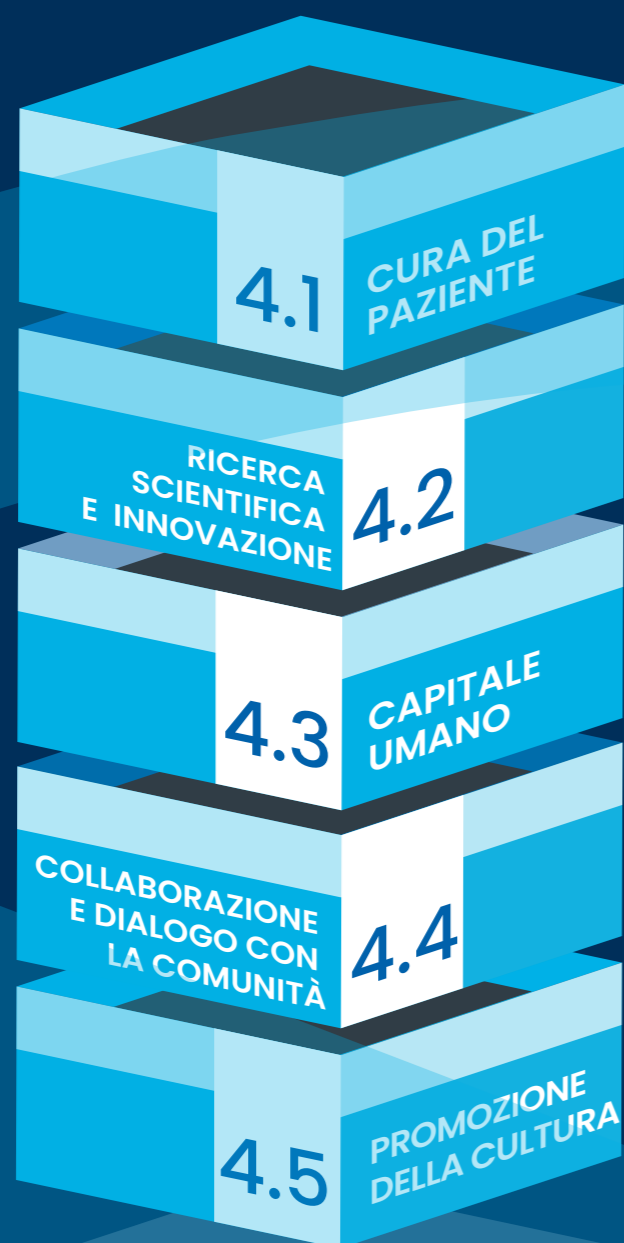 4.1
CURA DEL
PAZIENTE
RICERCA
SCIENTIFICA
E INNOVAZIONE
4.2
4.3
CAPITALE
UMANO
COLLABORAZIONE
E DIALOGO CON
LA COMUNITÀ
4.4
4.5
PROMOZIONE
DELLA CULTURA